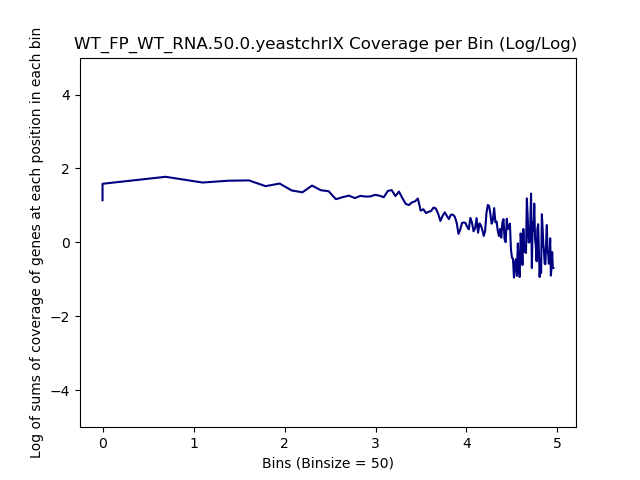 WT_FP_WT_RNA.50.0.yeastchrIX Coverage per Bin (Log/Log)
Log of sums of coverage of genes at each position in each bin
4
2
0
−2
−4
0 1 2 3 4 5
Bins (Binsize = 50)